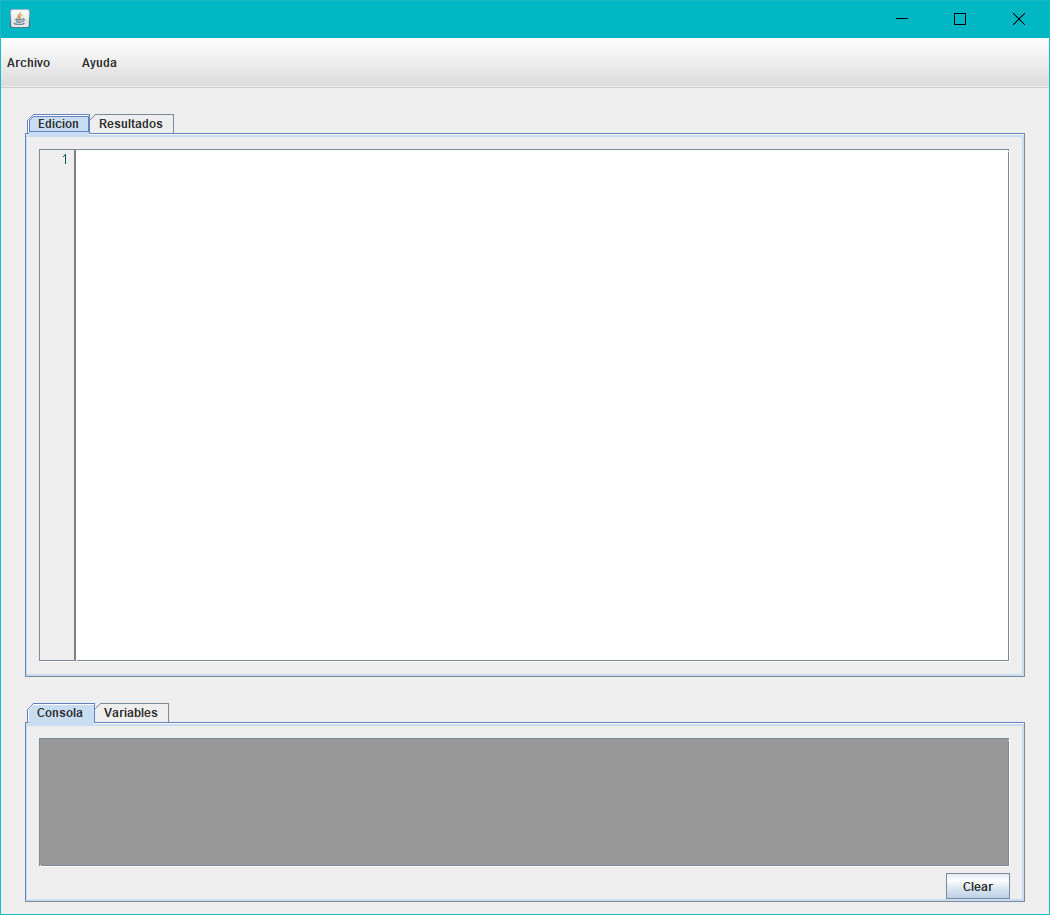 Archivo Ayuda
Edicion Resultados
1
Consola Variables
Clear